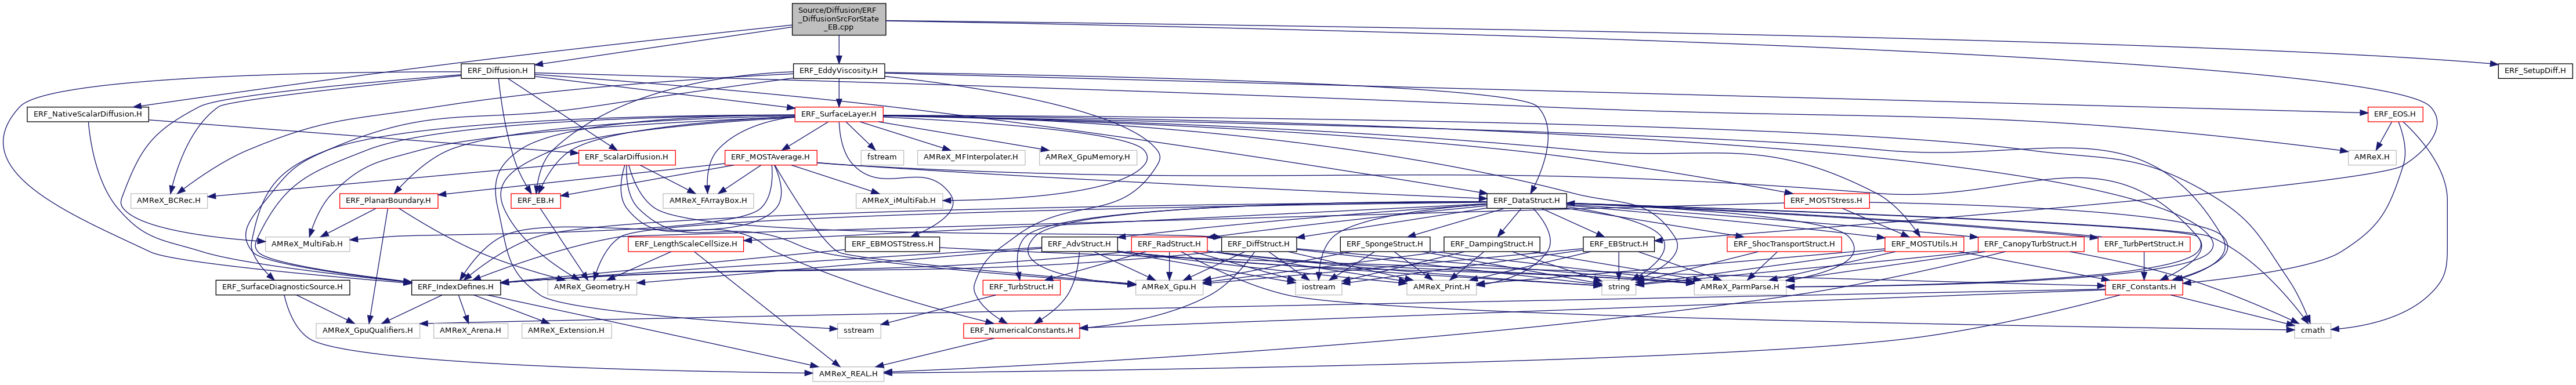 Source/Diffusion/ERF
_DiffusionSrcForState
_EB.cpp
ERF_Diffusion.H
ERF_EddyViscosity.H
ERF_SetupDiff.H
ERF_NativeScalarDiffusion.H
ERF_SurfaceLayer.H
ERF_EOS.H
ERF_ScalarDiffusion.H
ERF_MOSTAverage.H
fstream
AMReX_MFInterpolater.H
AMReX_GpuMemory.H
AMReX.H
AMReX_BCRec.H
ERF_PlanarBoundary.H
ERF_EB.H
AMReX_FArrayBox.H
AMReX_iMultiFab.H
ERF_DataStruct.H
ERF_MOSTStress.H
AMReX_MultiFab.H
ERF_LengthScaleCellSize.H
ERF_EBMOSTStress.H
ERF_AdvStruct.H
ERF_RadStruct.H
ERF_DiffStruct.H
ERF_SpongeStruct.H
ERF_DampingStruct.H
ERF_EBStruct.H
ERF_ShocTransportStruct.H
ERF_MOSTUtils.H
ERF_CanopyTurbStruct.H
ERF_TurbPertStruct.H
ERF_SurfaceDiagnosticSource.H
ERF_IndexDefines.H
AMReX_Geometry.H
ERF_TurbStruct.H
AMReX_Gpu.H
iostream
AMReX_Print.H
string
AMReX_ParmParse.H
ERF_Constants.H
AMReX_GpuQualifiers.H
AMReX_Arena.H
AMReX_Extension.H
sstream
ERF_NumericalConstants.H
cmath
AMReX_REAL.H